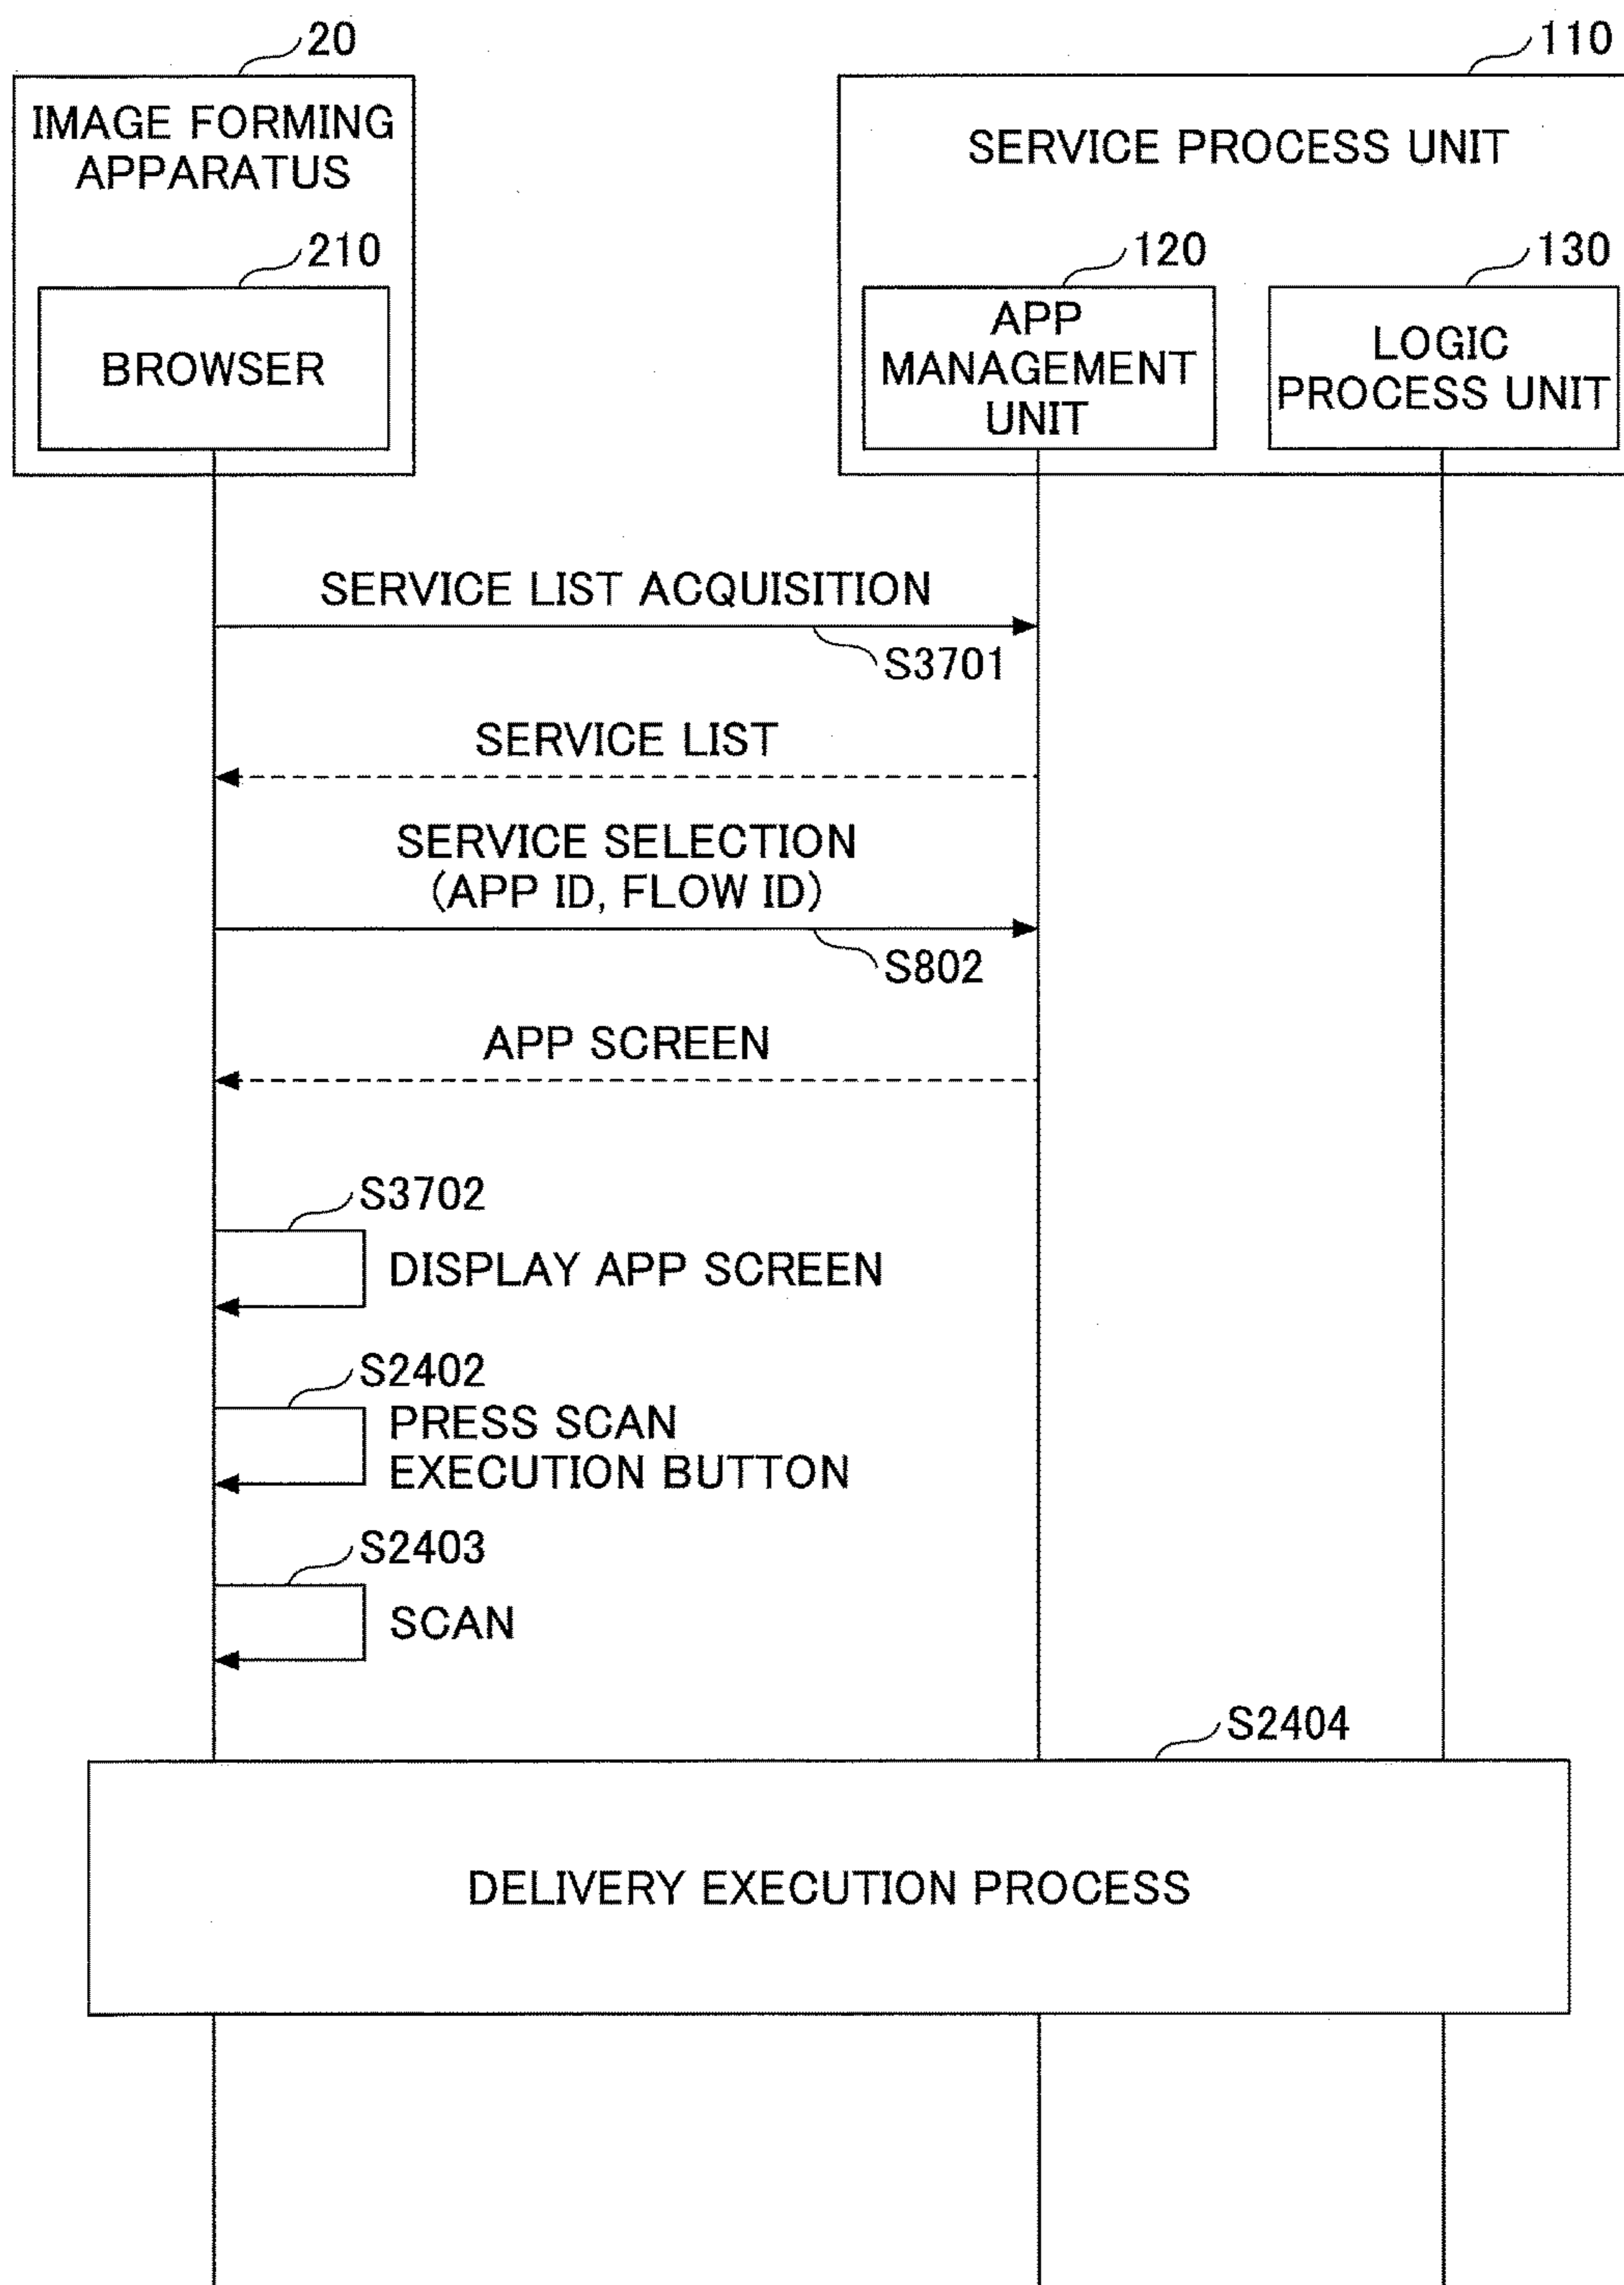 20
110
IMAGE FORMING
APPARATUS
SERVICE PROCESS UNIT
210
120
130
BROWSER
APP
MANAGEMENT
UNIT
LOGIC
PROCESS UNIT
SERVICE LIST ACQUISITION
S3701
SERVICE LIST
SERVICE SELECTION
(APP ID, FLOW ID)
S802
APP SCREEN
S3702
DISPLAY APP SCREEN
S2402
PRESS SCAN
EXECUTION BUTTON
S2403
SCAN
S2404
DELIVERY EXECUTION PROCESS